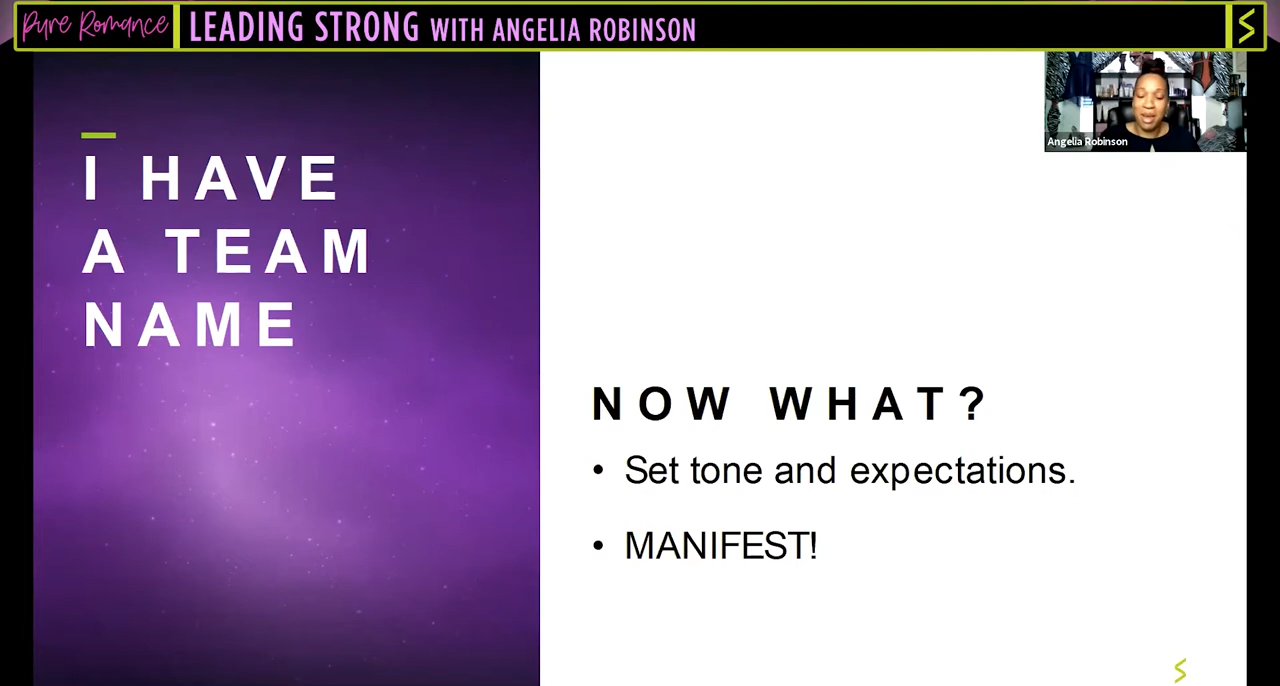 Pure Romance
LEADING STRONG WITH ANGELIA ROBINSON
Angelia Robinson
I HAVE
A TEAM
NAME
NOW WHAT?
• Set tone and expectations.
• MANIFEST!